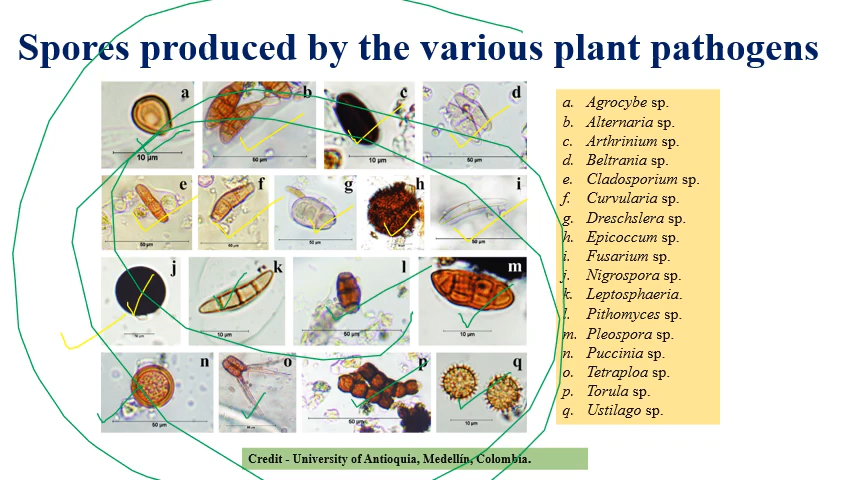 Spores produced by the various plant pathogens
a
10 µm
b
50 µm
c
10 µm
d
50 µm
e
50 µm
f
g
50 µm
h
i
50 µm
j
k
10 µm
l
50 µm
m
10 µm
n
50 µm
o
p
50 µm
q
10 µm
a. Agrocybe sp.
b. Alternaria sp.
c. Arthrinium sp.
d. Beltrania sp.
e. Cladosporium sp.
f. Curvularia sp.
g. Dreschslera sp.
h. Epicoccum sp.
i. Fusarium sp.
j. Nigrospora sp.
k. Leptosphaeria.
l. Pithomyces sp.
m. Pleospora sp.
n. Puccinia sp.
o. Tetraploa sp.
p. Torula sp.
q. Ustilago sp.
Credit - University of Antioquia, Medellín, Colombia.